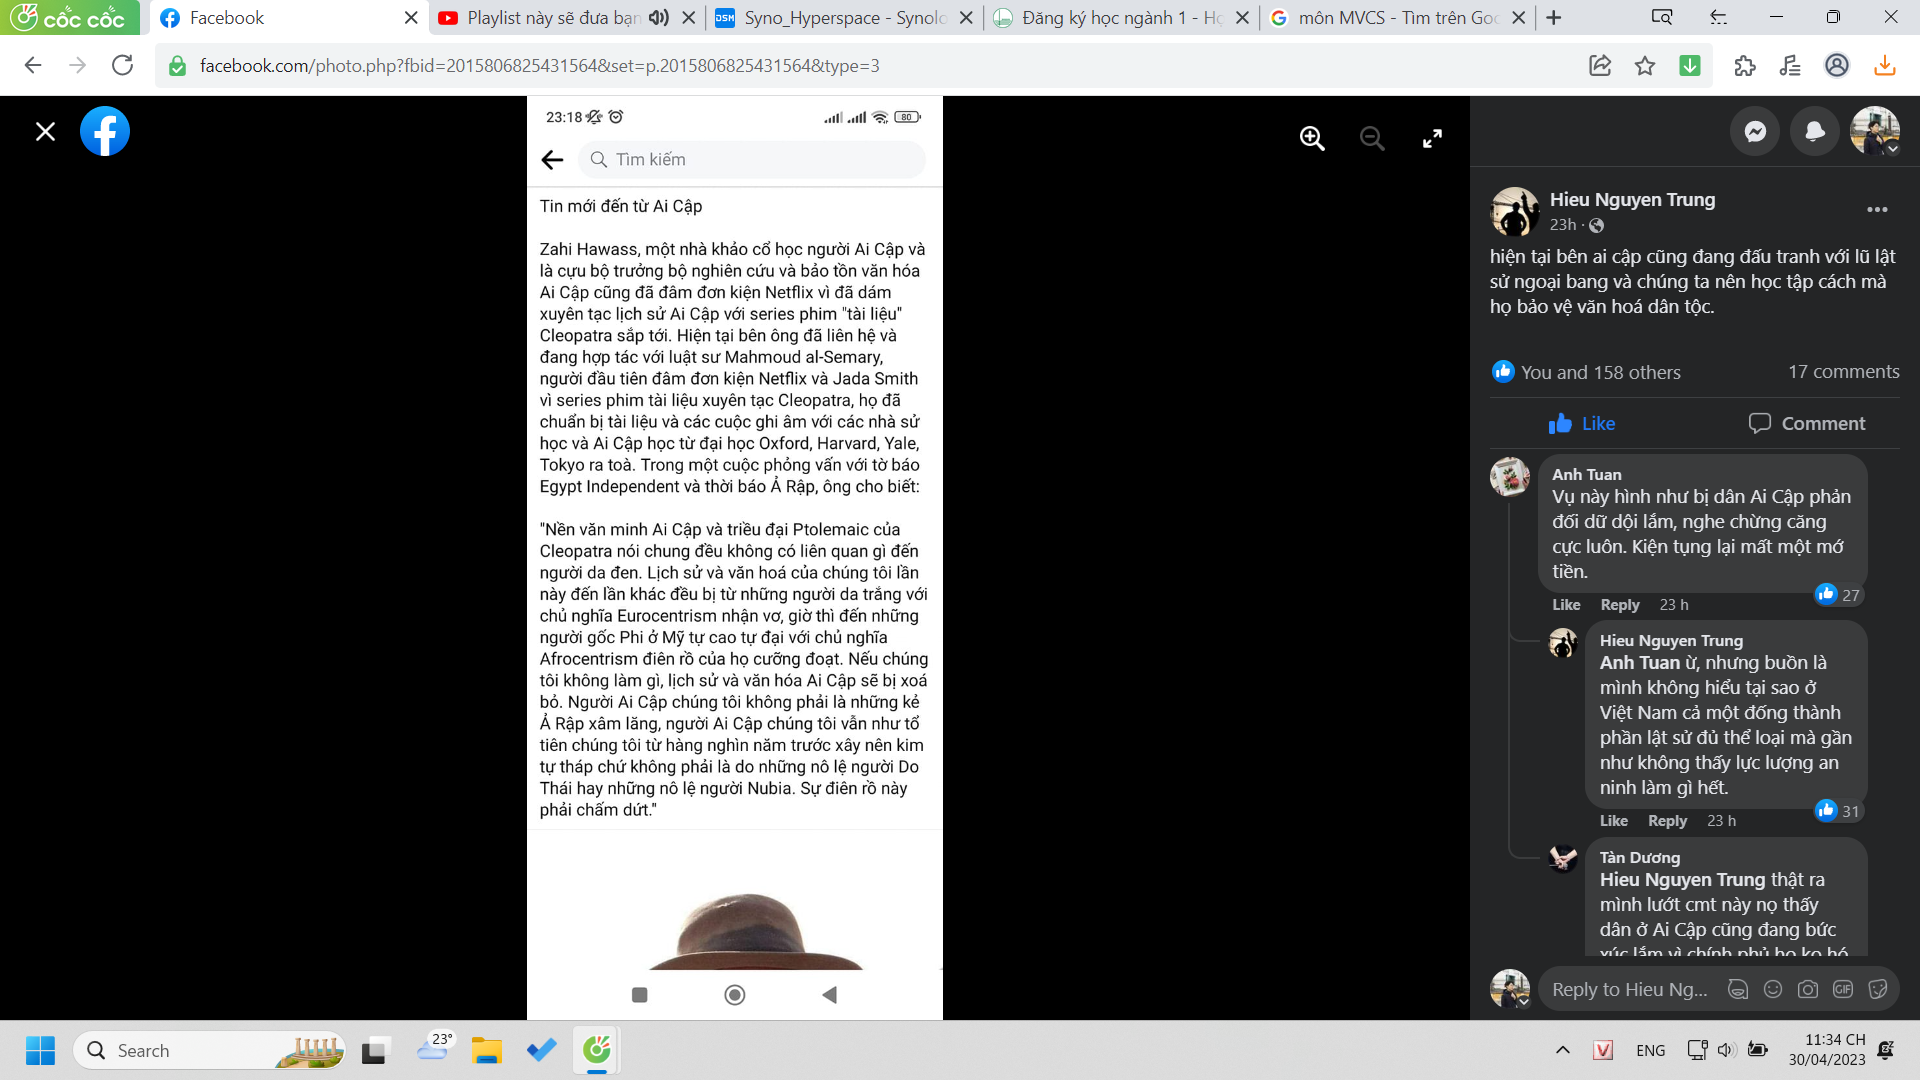 cốc cốc
Facebook
Playlist này sẽ đưa bạn
DSM
Syno_Hyperspace - Synolo
Đăng ký học ngành 1 - Họ
môn MVCS - Tìm trên Goo
facebook.com/photo.php?fbid=2015806825431564&set=p.2015806825431564&type=3
23:18
80
Tìm kiếm
Tin mới đến từ Ai Cập
Zahi Hawass, một nhà khảo cổ học người Ai Cập và
là cựu bộ trưởng bộ nghiên cứu và bảo tồn văn hóa
Ai Cập cũng đã đâm đơn kiện Netflix vì đã dám
xuyên tạc lịch sử Ai Cập với series phim "tài liệu"
Cleopatra sắp tới. Hiện tại bên ông đã liên hệ và
đang hợp tác với luật sư Mahmoud al-Semary,
người đầu tiên đâm đơn kiện Netflix và Jada Smith
vì series phim tài liệu xuyên tạc Cleopatra, họ đã
chuẩn bị tài liệu và các cuộc ghi âm với các nhà sử
học và Ai Cập học từ đại học Oxford, Harvard, Yale,
Tokyo ra toà. Trong một cuộc phỏng vấn với tờ báo
Egypt Independent và thời báo Ả Rập, ông cho biết:
"Nền văn minh Ai Cập và triều đại Ptolemaic của
Cleopatra nói chung đều không có liên quan gì đến
người da đen. Lịch sử và văn hoá của chúng tôi lần
này đến lần khác đều bị từ những người da trắng với
chủ nghĩa Eurocentrism nhận vơ, giờ thì đến những
người gốc Phi ở Mỹ tự cao tự đại với chủ nghĩa
Afrocentrism điên rồ của họ cưỡng đoạt. Nếu chúng
tôi không làm gì, lịch sử và văn hóa Ai Cập sẽ bị xoá
bỏ. Người Ai Cập chúng tôi không phải là những kẻ
Ả Rập xâm lăng, người Ai Cập chúng tôi vẫn như tổ
tiên chúng tôi từ hàng nghìn năm trước xây nên kim
tự tháp chứ không phải là do những nô lệ người Do
Thái hay những nô lệ người Nubia. Sự điên rồ này
phải chấm dứt."
Hieu Nguyen Trung
23h ·
hiện tại bên ai cập cũng đang đấu tranh với lũ lật
sử ngoại bang và chúng ta nên học tập cách mà
họ bảo vệ văn hoá dân tộc.
You and 158 others
17 comments
Like
Comment
Anh Tuan
Vụ này hình như bị dân Ai Cập phản
đối dữ dội lắm, nghe chừng căng
cực luôn. Kiện tụng lại mất một mớ
tiền.
27
Like Reply 23 h
Hieu Nguyen Trung
Anh Tuan ừ, nhưng buồn là
mình không hiểu tại sao ở
Việt Nam cả một đống thành
phần lật sử đủ thể loại mà gần
như không thấy lực lượng an
ninh làm gì hết.
31
Like Reply 23 h
Tàn Dương
Hieu Nguyen Trung thật ra
mình lướt cmt này nọ thấy
dân ở Ai Cập cũng đang bức
xúc lắm vì chính phủ họ ko hó
Reply to Hieu Ng...
GIF
Search
23°
V
ENG
11:34 CH
30/04/2023